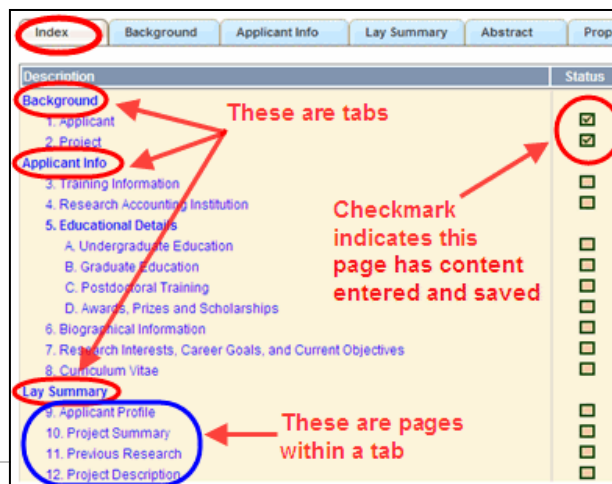 Index Background Applicant Info Lay Summary Abstract Prop
Description Status
Background
1. Applicant
2. Project
Applicant Info
3. Training Information
4. Research Accounting Institution
5. Educational Details
A. Undergraduate Education
B. Graduate Education
C. Postdoctoral Training
D. Awards, Prizes and Scholarships
6. Biographical Information
7. Research Interests, Career Goals, and Current Objectives
8. Curriculum Vitae
Lay Summary
9. Applicant Profile
10. Project Summary
11. Previous Research
12. Project Description
These are tabs
Checkmark
indicates this
page has content
entered and saved
These are pages
within a tab